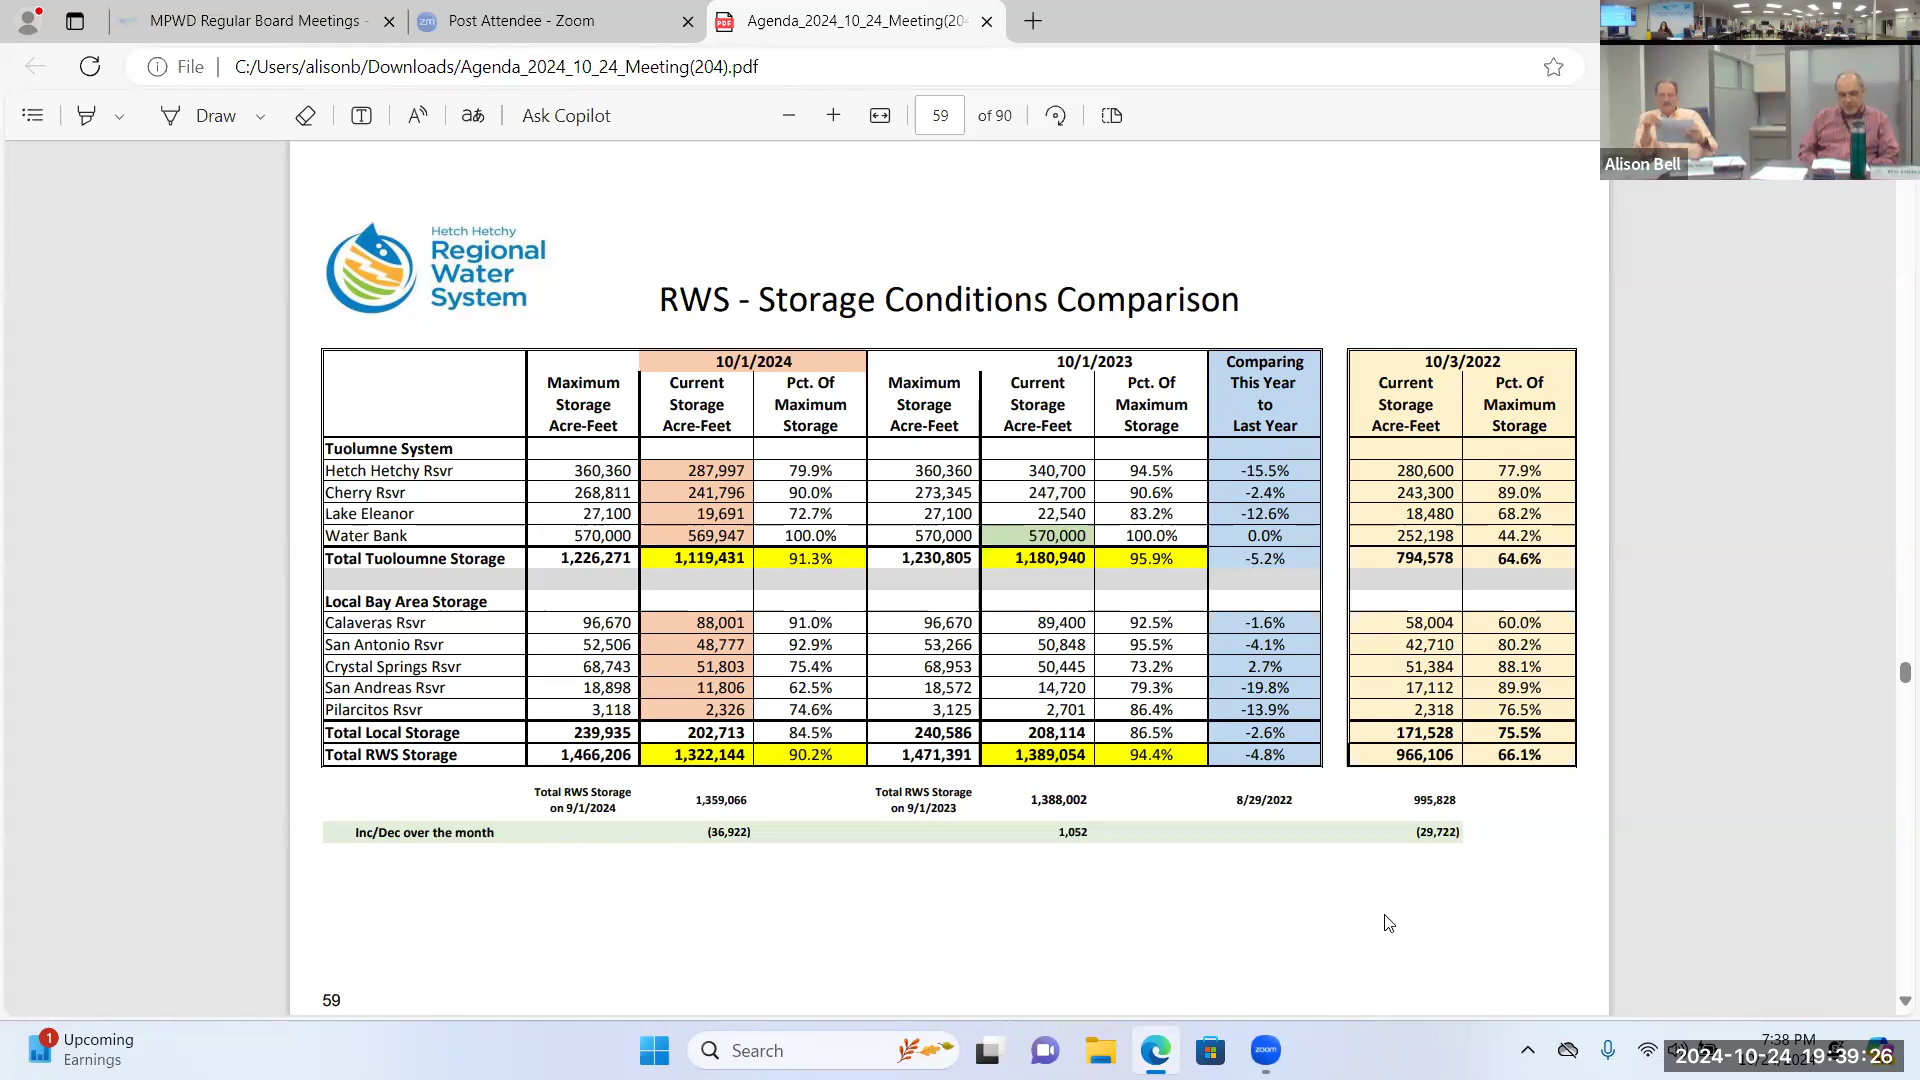 MPWD Regular Board Meetings -
Post Attendee - Zoom
Agenda_2024_10_24_Meeting(20
File
C:/Users/alisonb/Downloads/Agenda_2024_10_24_Meeting(204).pdf
Draw
Ask Copilot
59 of 90
Alison Bell
Hetch Hetchy
Regional
Water
System
RWS - Storage Conditions Comparison
10/1/2024 10/1/2023 Comparing 10/3/2022
Maximum Current Pct. Of Maximum Current Pct. Of This Year Current Pct. Of
Storage Storage Maximum Storage Storage Maximum to Storage Maximum
Acre-Feet Acre-Feet Storage Acre-Feet Acre-Feet Storage Last Year Acre-Feet Storage
Tuolumne System
Hetch Hetchy Rsvr 360,360 287,997 79.9% 360,360 340,700 94.5% -15.5% 280,600 77.9%
Cherry Rsvr 268,811 241,796 90.0% 273,345 247,700 90.6% -2.4% 243,300 89.0%
Lake Eleanor 27,100 19,691 72.7% 27,100 22,540 83.2% -12.6% 18,480 68.2%
Water Bank 570,000 569,947 100.0% 570,000 570,000 100.0% 0.0% 252,198 44.2%
Total Tuoloumne Storage 1,226,271 1,119,431 91.3% 1,230,805 1,180,940 95.9% -5.2% 794,578 64.6%
Local Bay Area Storage
Calaveras Rsvr 96,670 88,001 91.0% 96,670 89,400 92.5% -1.6% 58,004 60.0%
San Antonio Rsvr 52,506 48,777 92.9% 53,266 50,848 95.5% -4.1% 42,710 80.2%
Crystal Springs Rsvr 68,743 51,803 75.4% 68,953 50,445 73.2% 2.7% 51,384 88.1%
San Andreas Rsvr 18,898 11,806 62.5% 18,572 14,720 79.3% -19.8% 17,112 89.9%
Pilarcitos Rsvr 3,118 2,326 74.6% 3,125 2,701 86.4% -13.9% 2,318 76.5%
Total Local Storage 239,935 202,713 84.5% 240,586 208,114 86.5% -2.6% 171,528 75.5%
Total RWS Storage 1,466,206 1,322,144 90.2% 1,471,391 1,389,054 94.4% -4.8% 966,106 66.1%
Total RWS Storage on 9/1/2024 1,359,066 Total RWS Storage on 9/1/2023 1,388,002 8/29/2022 995,828
Inc/Dec over the month (36,922) 1,052 (29,722)
59
1
Upcoming
Earnings
Search
zoom
7:38 PM
2024-10-24 19:39:26